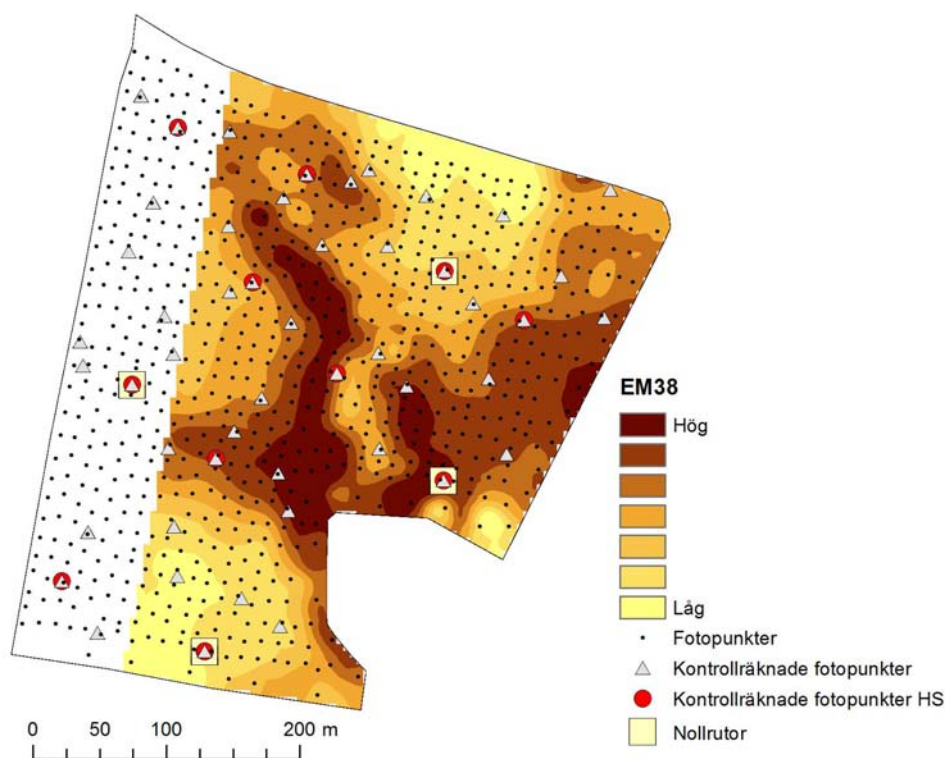 EM38
Hög
Låg
Fotopunkter
Kontrollräknade fotopunkter
Kontrollräknade fotopunkter HS
Nollrutor
0 50 100 200 m